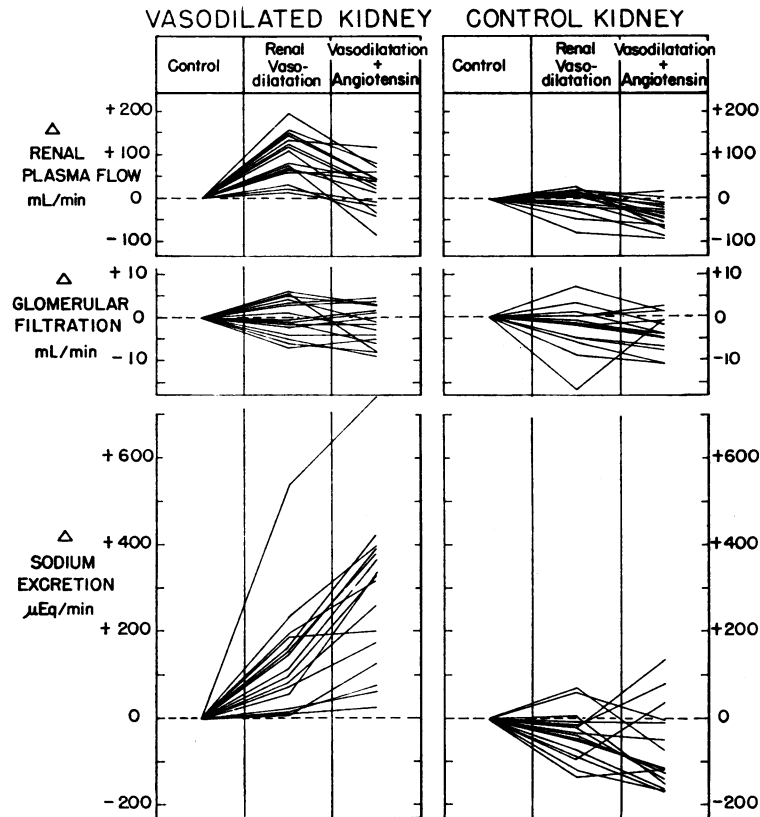 VASODILATED KIDNEY CONTROL KIDNEY
Control
Renal
Vaso-
dilatation
Vasodilatation
+
Angiotensin
Control
Renal
Vaso-
dilatation
Vasodilatation
+
Angiotensin
Δ
RENAL
PLASMA FLOW
mL/min
+200
+100
0
-100
+200
+100
0
-100
Δ
GLOMERULAR
FILTRATION
mL/min
+10
0
-10
+10
0
-10
Δ
SODIUM
EXCRETION
μEq/min
+600
+400
+200
0
-200
+600
+400
+200
0
-200